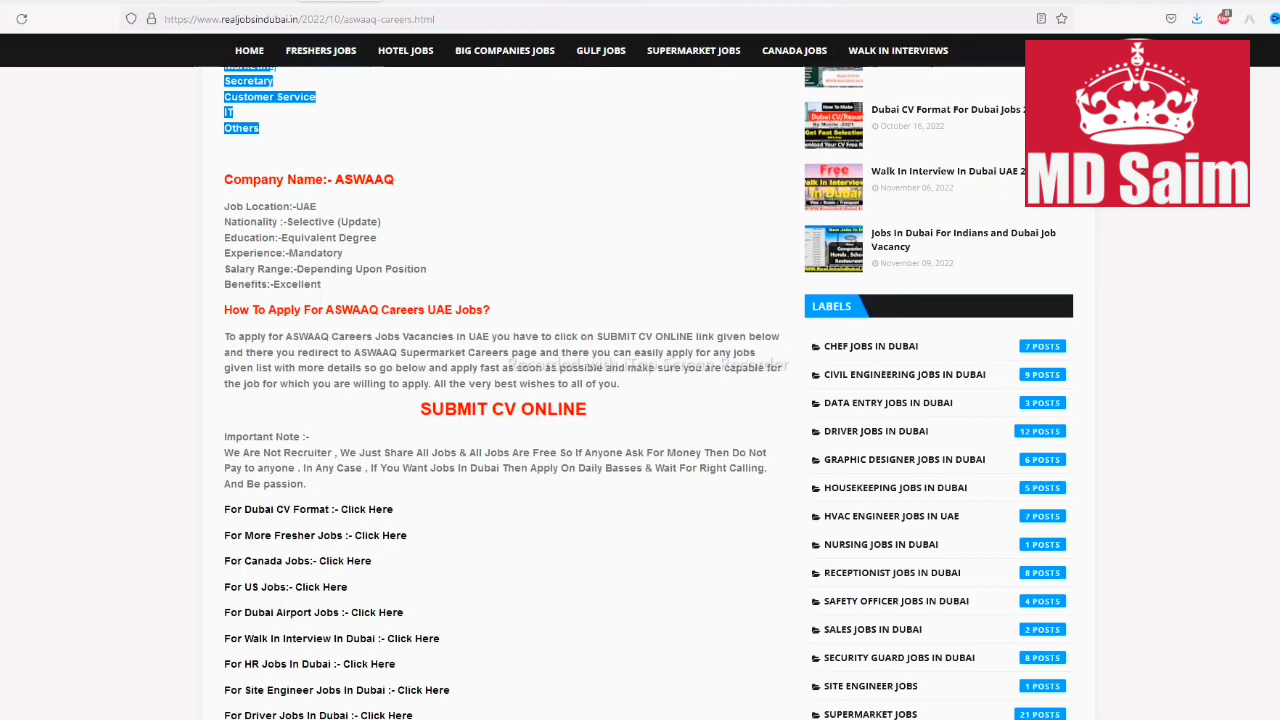 https://www.realjobsindubai.in/2022/10/aswaaq-careers.html
8
HOME FRESHERS JOBS HOTEL JOBS BIG COMPANIES JOBS GULF JOBS SUPERMARKET JOBS CANADA JOBS WALK IN INTERVIEWS
Secretary
Customer Service
IT
Others
Company Name:- ASWAAQ
Job Location:-UAE
Nationality :-Selective (Update)
Education:-Equivalent Degree
Experience:-Mandatory
Salary Range:-Depending Upon Position
Benefits:-Excellent
How To Apply For ASWAAQ Careers UAE Jobs?
To apply for ASWAAQ Careers Jobs Vacancies in UAE you have to click on SUBMIT CV ONLINE link given below
and there you redirect to ASWAAQ Supermarket Careers page and there you can easily apply for any jobs
given list with more details so go below and apply fast as soon as possible and make sure you are capable for
the job for which you are willing to apply. All the very best wishes to all of you.
Recorded with iTop Screen Recorder
SUBMIT CV ONLINE
Important Note :-
We Are Not Recruiter , We Just Share All Jobs & All Jobs Are Free So If Anyone Ask For Money Then Do Not
Pay to anyone . In Any Case , If You Want Jobs In Dubai Then Apply On Daily Basses & Wait For Right Calling.
And Be passion.
For Dubai CV Format :- Click Here
For More Fresher Jobs :- Click Here
For Canada Jobs:- Click Here
For US Jobs:- Click Here
For Dubai Airport Jobs :- Click Here
For Walk In Interview In Dubai :- Click Here
For HR Jobs In Dubai :- Click Here
For Site Engineer Jobs In Dubai :- Click Here
For Driver Jobs In Dubai :- Click Here
Dubai CV Format For Dubai Jobs 2
October 16, 2022
Walk In Interview In Dubai UAE 2
November 06, 2022
Jobs In Dubai For Indians and Dubai Job
Vacancy
November 09, 2022
MD Saim
LABELS
CHEF JOBS IN DUBAI 7 POSTS
CIVIL ENGINEERING JOBS IN DUBAI 9 POSTS
DATA ENTRY JOBS IN DUBAI 3 POSTS
DRIVER JOBS IN DUBAI 12 POSTS
GRAPHIC DESIGNER JOBS IN DUBAI 6 POSTS
HOUSEKEEPING JOBS IN DUBAI 5 POSTS
HVAC ENGINEER JOBS IN UAE 7 POSTS
NURSING JOBS IN DUBAI 1 POSTS
RECEPTIONIST JOBS IN DUBAI 8 POSTS
SAFETY OFFICER JOBS IN DUBAI 4 POSTS
SALES JOBS IN DUBAI 2 POSTS
SECURITY GUARD JOBS IN DUBAI 8 POSTS
SITE ENGINEER JOBS 1 POSTS
SUPERMARKET JOBS 21 POSTS